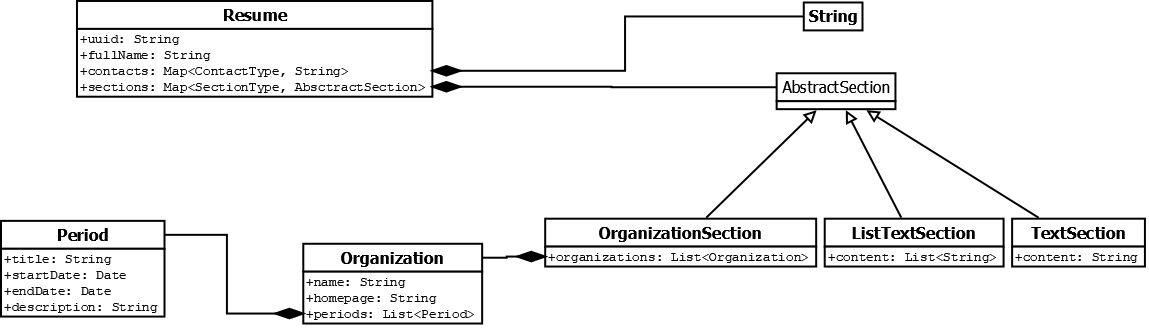 Resume
+uuid: String
+fullName: String
+contacts: Map<ContactType, String>
+sections: Map<SectionType, AbsctractSection>
String
AbstractSection
OrganizationSection
+organizations: List<Organization>
ListTextSection
+content: List<String>
TextSection
+content: String
Period
+title: String
+startDate: Date
+endDate: Date
+description: String
Organization
+name: String
+homepage: String
+periods: List<Period>